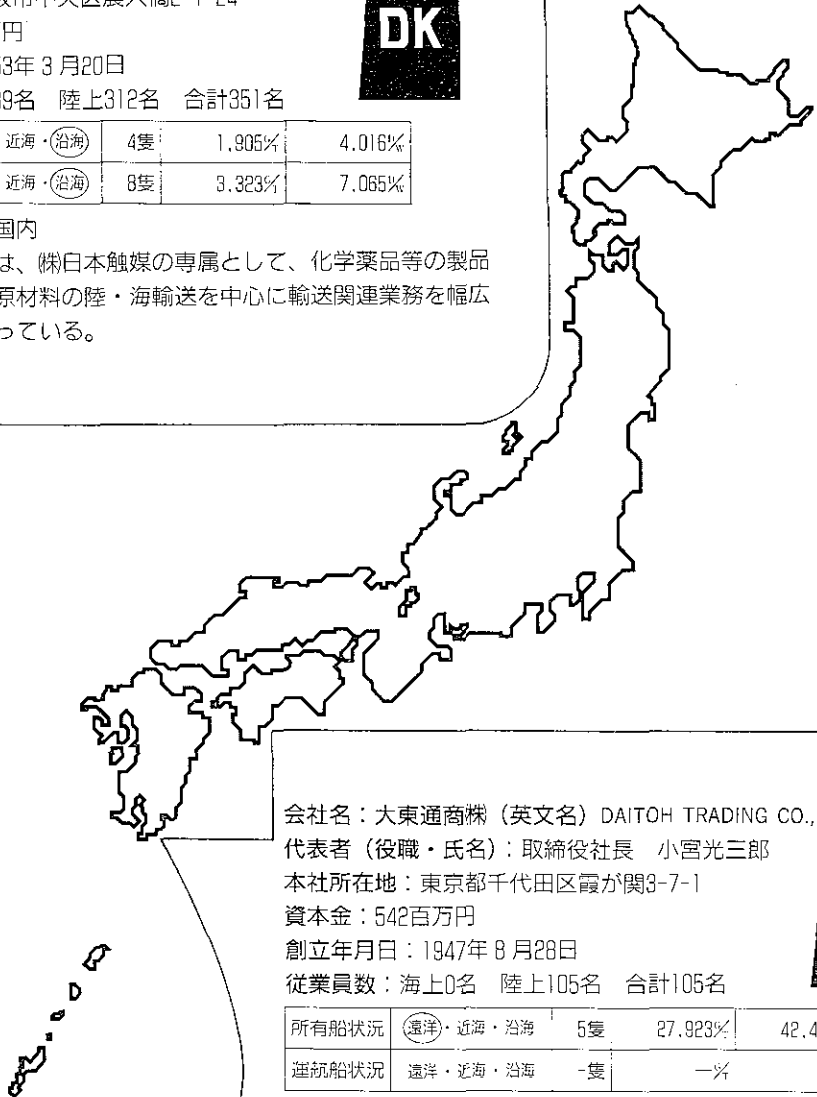 DK
円
3年3月20日
9名 陸上312名 合計351名
近海・沿海 4隻 1,905% 4,016%
近海・沿海 8隻 3,323% 7,065%
国内
は、㈱日本触媒の専属として、化学薬品等の製品
原材料の陸・海輸送を中心に輸送関連業務を幅広
っている。
会社名:大東通商㈱(英文名)DAITOH TRADING CO.,
代表者(役職・氏名):取締役社長 小宮光三郎
本社所在地:東京都千代田区霞が関3-7-1
資本金:542百万円
創立年月日:1947年8月28日
従業員数:海上0名 陸上105名 合計105名
所有船状況 遠洋・近海・沿海 5隻 27,923% 42,4
運航船状況 遠洋・近海・沿海 -隻 —%